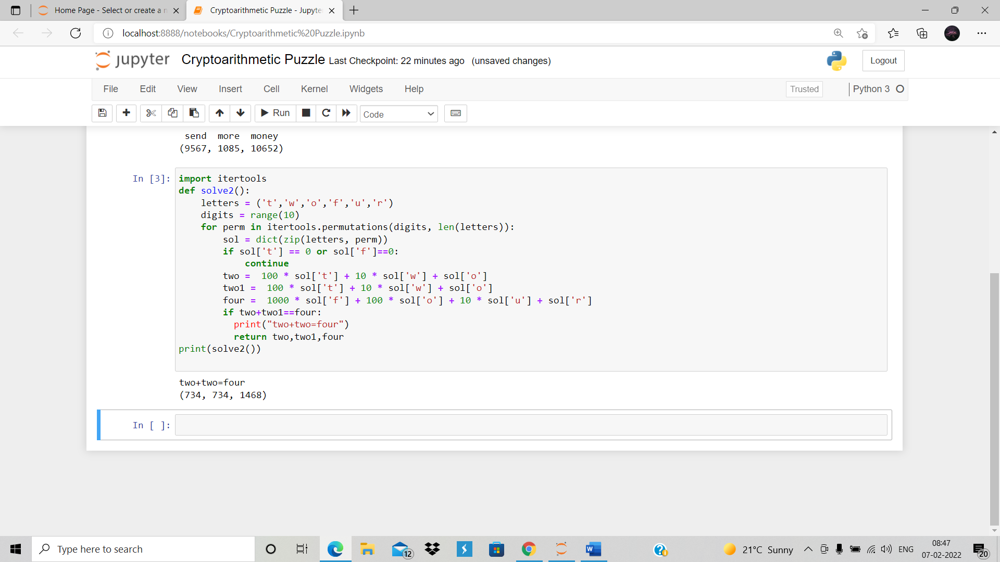 Home Page - Select or create a n
Cryptoarithmetic Puzzle - Jupyte
localhost:8888/notebooks/Cryptoarithmetic%20Puzzle.ipynb
jupyter Cryptoarithmetic Puzzle Last Checkpoint: 22 minutes ago (unsaved changes)
Logout
File Edit View Insert Cell Kernel Widgets Help
Trusted
Python 3
Run
Code
send more money
(9567, 1085, 10652)
In [3]: import itertools
def solve2():
    letters = ('t','w','o','f','u','r')
    digits = range(10)
    for perm in itertools.permutations(digits, len(letters)):
        sol = dict(zip(letters, perm))
        if sol['t'] == 0 or sol['f']==0:
            continue
        two =  100 * sol['t'] + 10 * sol['w'] + sol['o']
        two1 =  100 * sol['t'] + 10 * sol['w'] + sol['o']
        four =  1000 * sol['f'] + 100 * sol['o'] + 10 * sol['u'] + sol['r']
        if two+two1==four:
          print("two+two=four")
          return two,two1,four
print(solve2())
two+two=four
(734, 734, 1468)
In [ ]:
Type here to search
12
W
21°C Sunny
ENG
08:47
07-02-2022
20